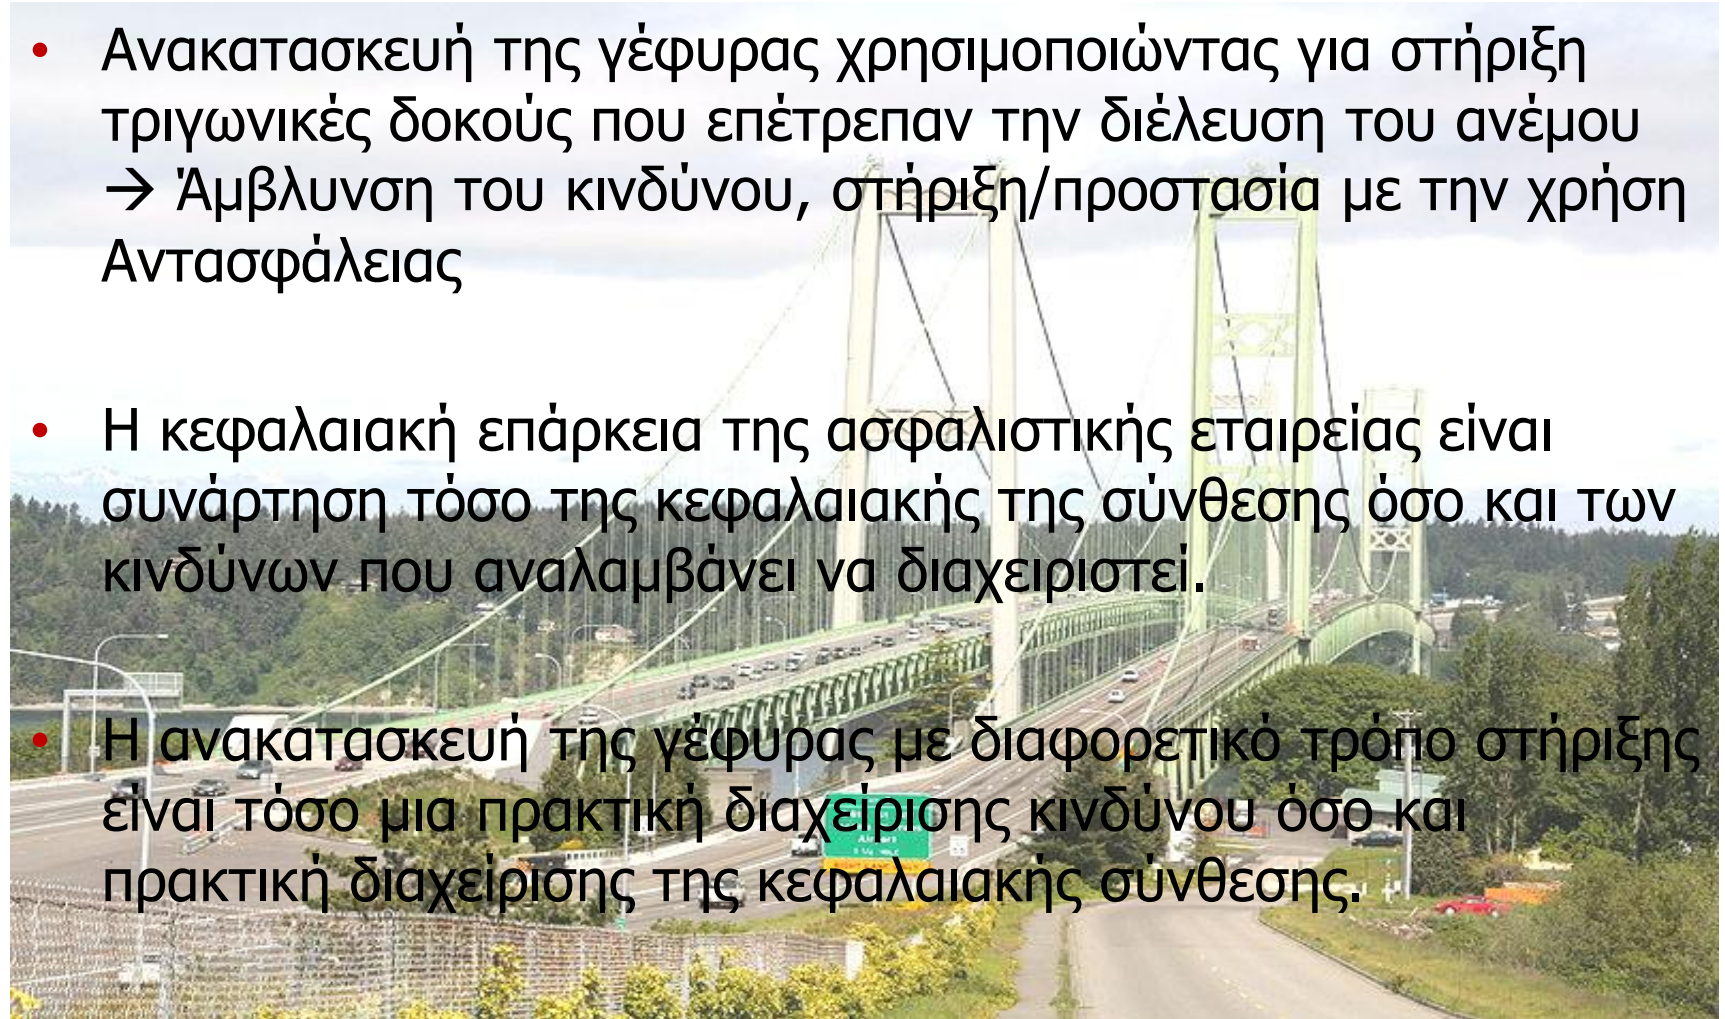 • Ανακατασκευή της γέφυρας χρησιμοποιώντας για στήριξη
τριγωνικές δοκούς που επέτρεπαν την διέλευση του ανέμου
→ Άμβλυνση του κινδύνου, στήριξη/προστασία με την χρήση
Αντασφάλειας
• Η κεφαλαιακή επάρκεια της ασφαλιστικής εταιρείας είναι
συνάρτηση τόσο της κεφαλαιακής της σύνθεσης όσο και των
κινδύνων που αναλαμβάνει να διαχειριστεί.
• Η ανακατασκευή της γέφυρας με διαφορετικό τρόπο στήριξης
είναι τόσο μια πρακτική διαχείρισης κινδύνου όσο και
πρακτική διαχείρισης της κεφαλαιακής σύνθεσης.